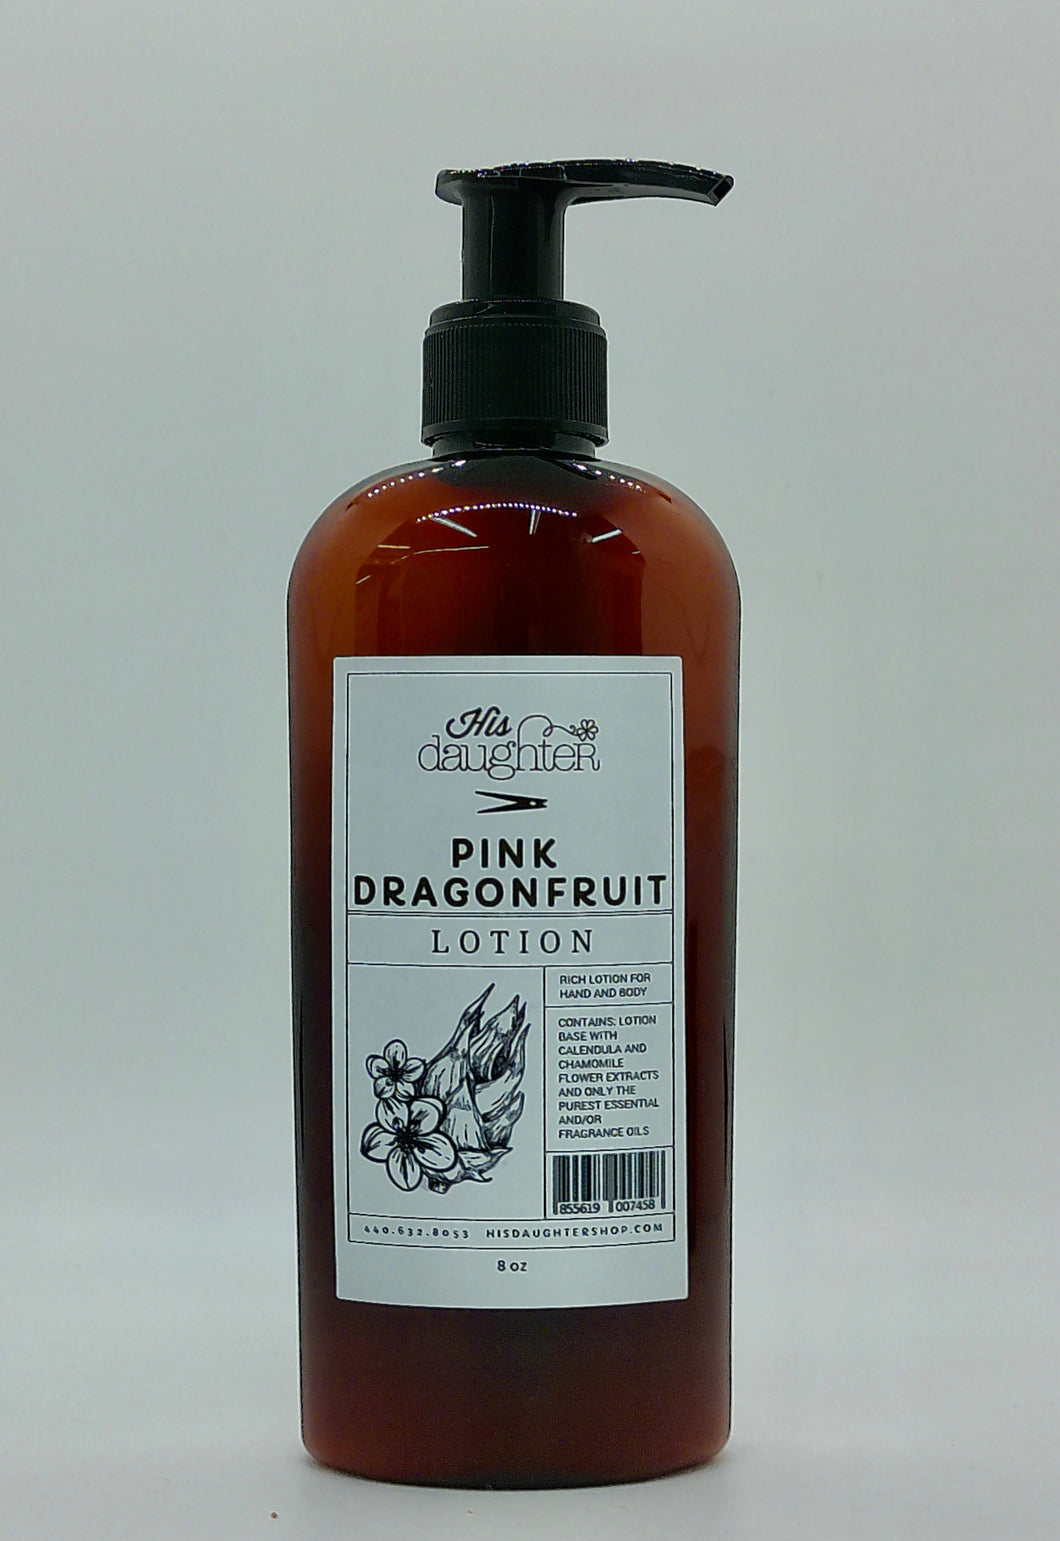 His
daughteR
PINK
DRAGONFRUIT
LOTION
RICH LOTION FOR
HAND AND BODY
CONTAINS: LOTION
BASE WITH
CALENDULA AND
CHAMOMILE
FLOWER EXTRACTS
AND ONLY THE
PUREST ESSENTIAL
AND/OR
FRAGRANCE OILS
855619 007458
440.632.8053 HISDAUGHTERSHOP.COM
8 oz